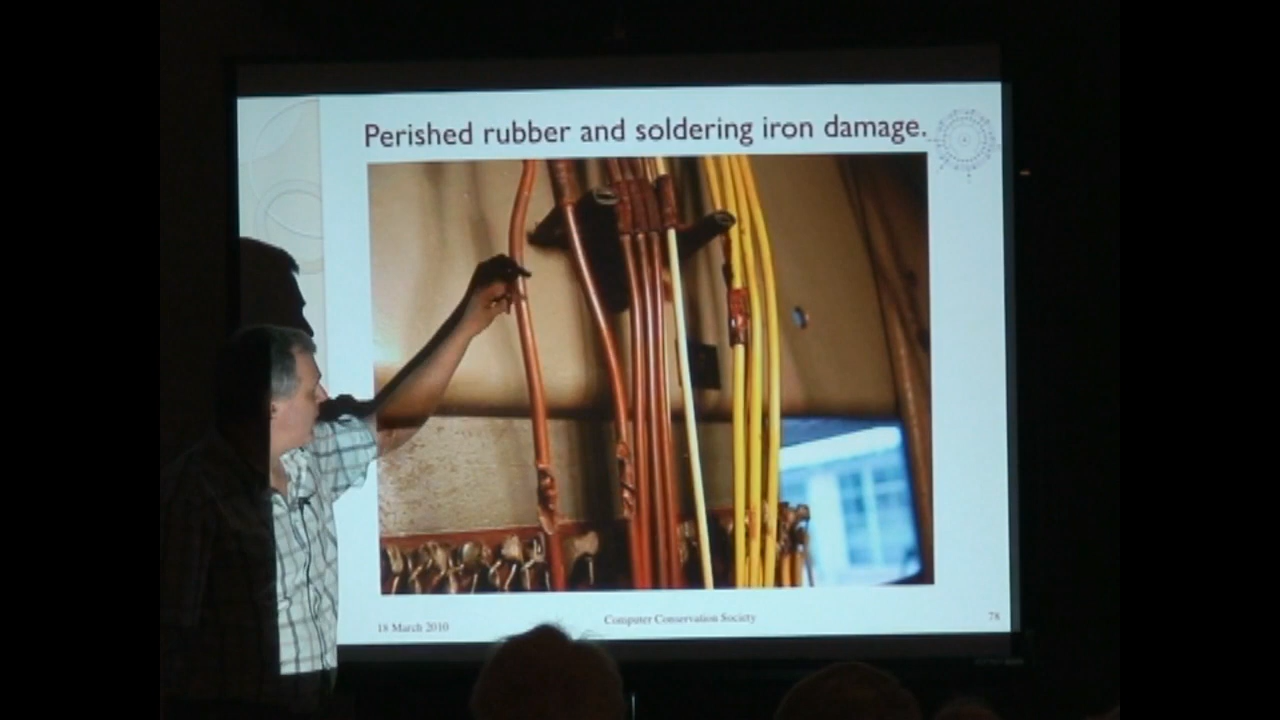 Perished rubber and soldering iron damage.
18 March 2010
Computer Conservation Society
78